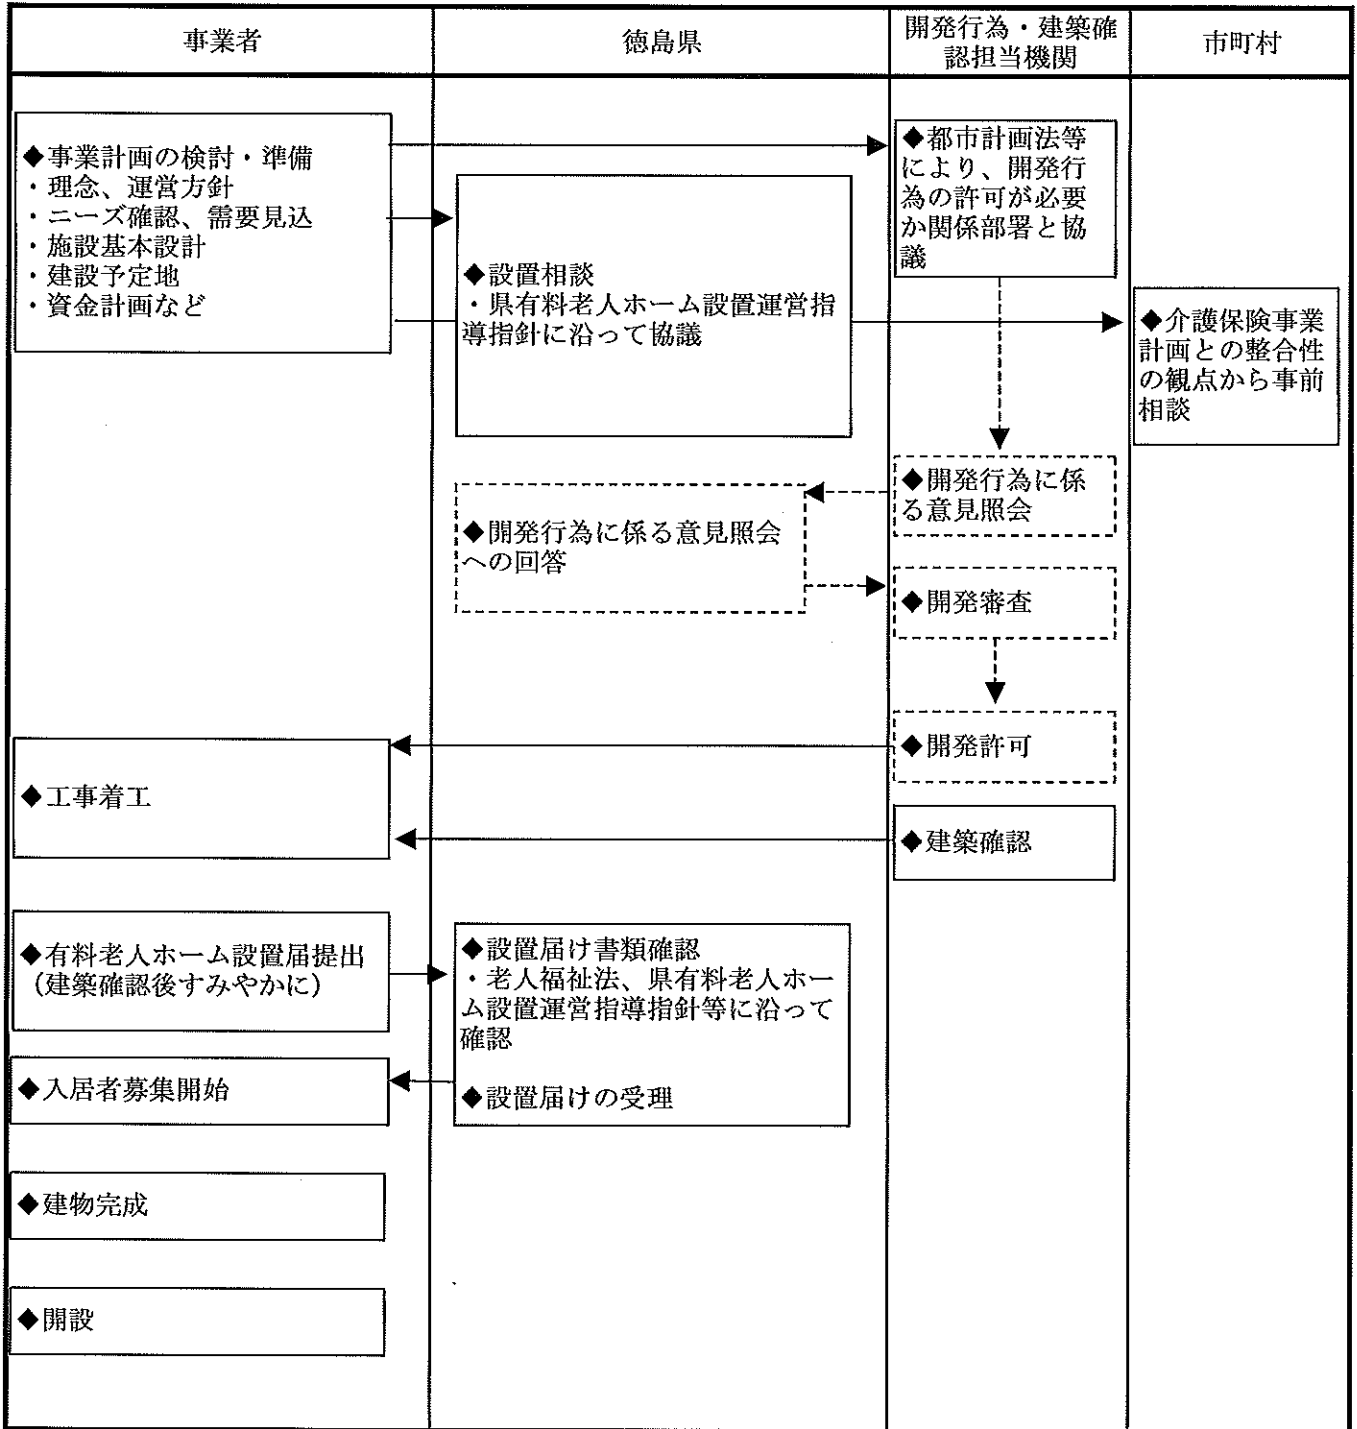 事業者
徳島県
開発行為・建築確
認担当機関
市町村
◆事業計画の検討・準備
・理念、運営方針
・ニーズ確認、需要見込
・施設基本設計
・建設予定地
・資金計画など
◆設置相談
・県有料老人ホーム設置運営指
導指針に沿って協議
◆都市計画法等
により、開発行
為の許可が必要
か関係部署と協
議
◆介護保険事業
計画との整合性
の観点から事前
相談
◆開発行為に係
る意見照会
◆開発行為に係る意見照会
への回答
◆開発審査
◆開発許可
◆工事着工
◆建築確認
◆有料老人ホーム設置届提出
（建築確認後すみやかに）
◆設置届け書類確認
・老人福祉法、県有料老人ホー
ム設置運営指導指針等に沿って
確認
◆設置届けの受理
◆入居者募集開始
◆建物完成
◆開設